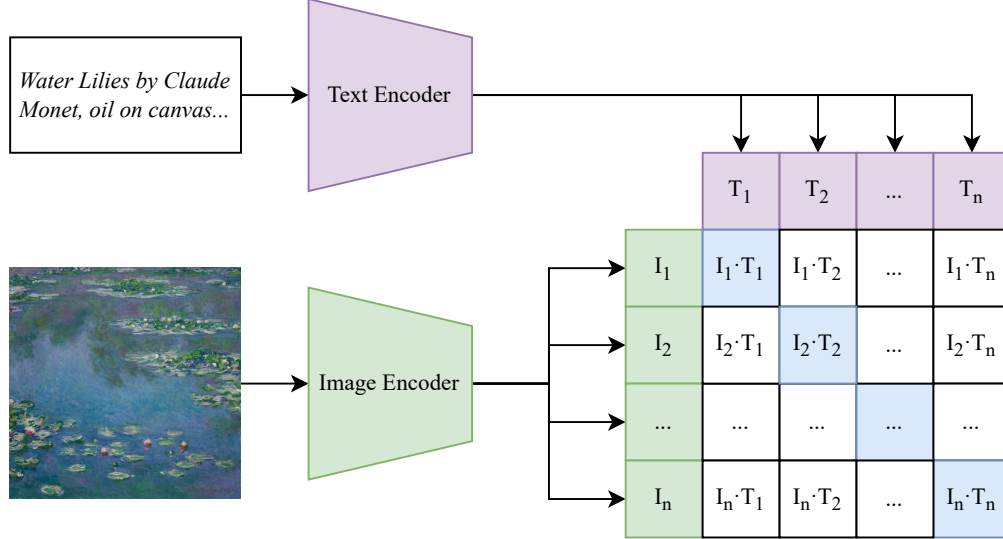 Water Lilies by Claude
Monet, oil on canvas...
Text Encoder
T₁ T₂ ... Tₙ
I₁ I₁·T₁ I₁·T₂ ... I₁·Tₙ
Image Encoder
I₂ I₂·T₁ I₂·T₂ ... I₂·Tₙ
... ... ... ... ...
Iₙ Iₙ·T₁ Iₙ·T₂ ... Iₙ·Tₙ